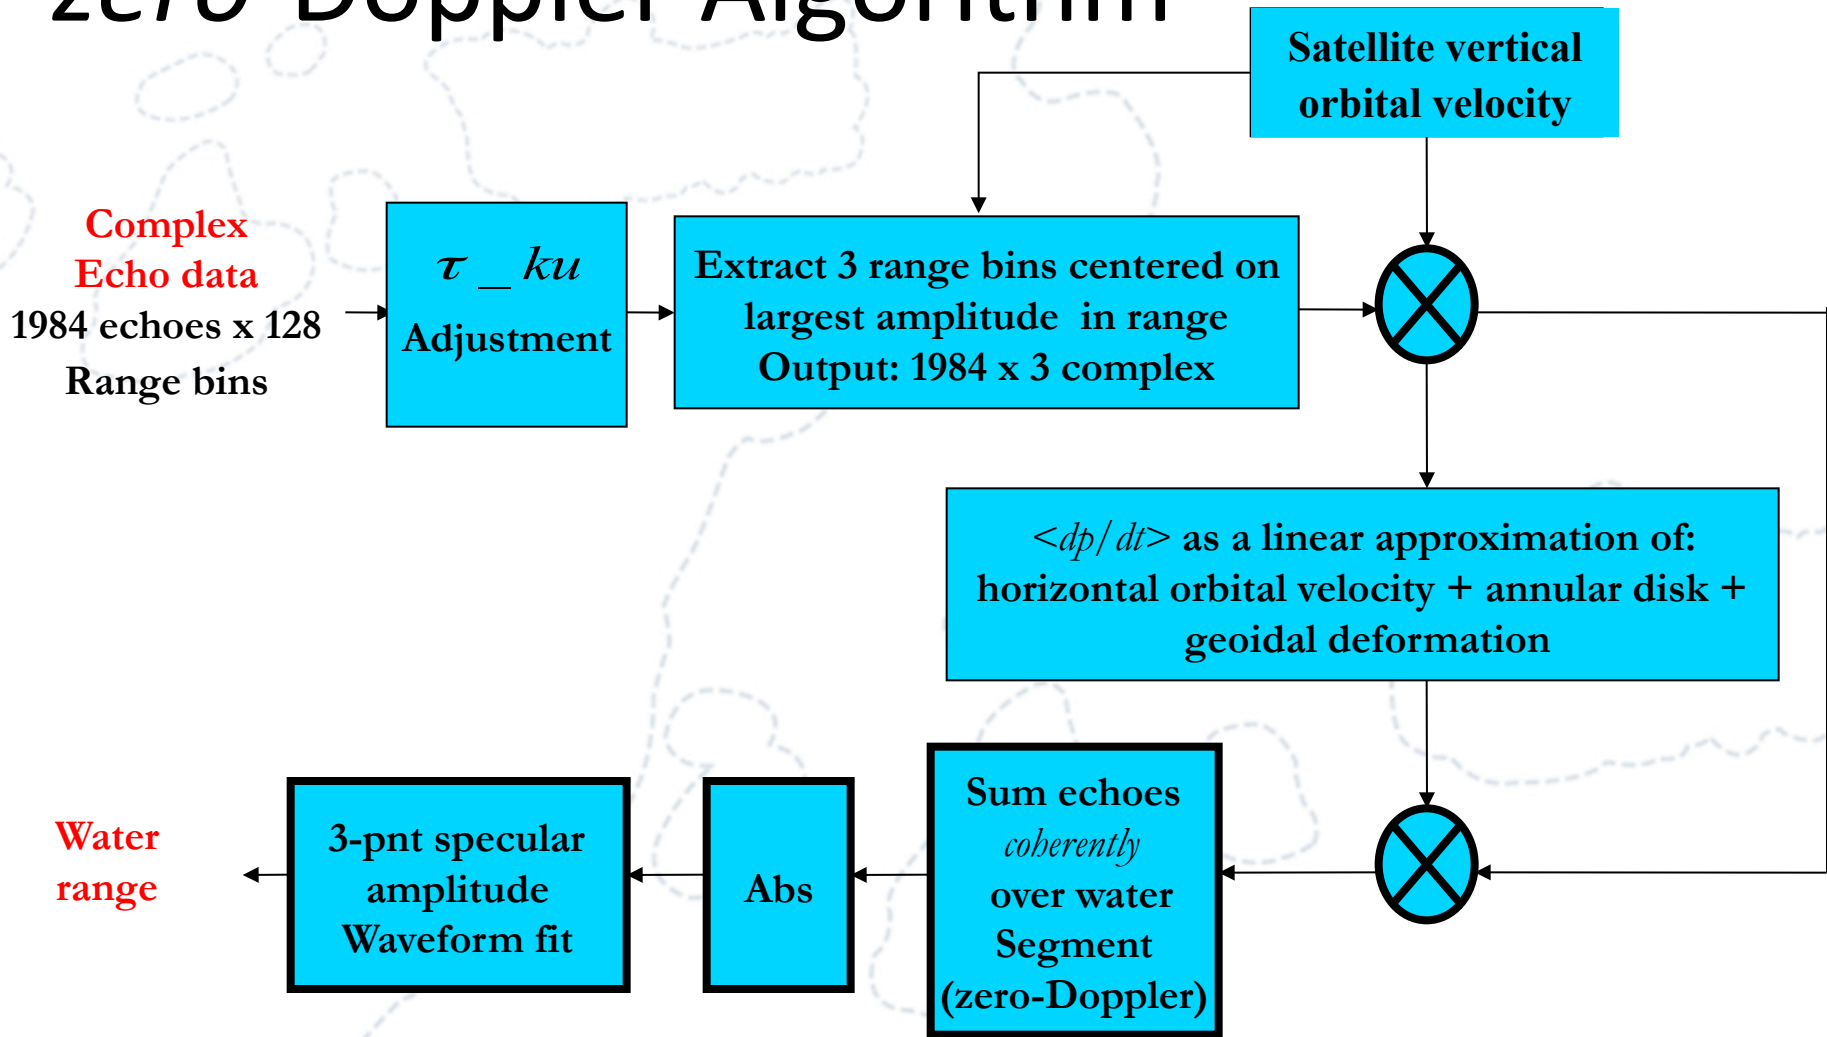 zero-Doppler Algorithm
Satellite vertical
orbital velocity
Complex
Echo data
1984 echoes x 128
Range bins
τ _ ku
Adjustment
Extract 3 range bins centered on
largest amplitude in range
Output: 1984 x 3 complex
<dp/dt> as a linear approximation of:
horizontal orbital velocity + annular disk +
geoidal deformation
Water
range
3-pnt specular
amplitude
Waveform fit
Abs
Sum echoes
coherently
over water
Segment
(zero-Doppler)